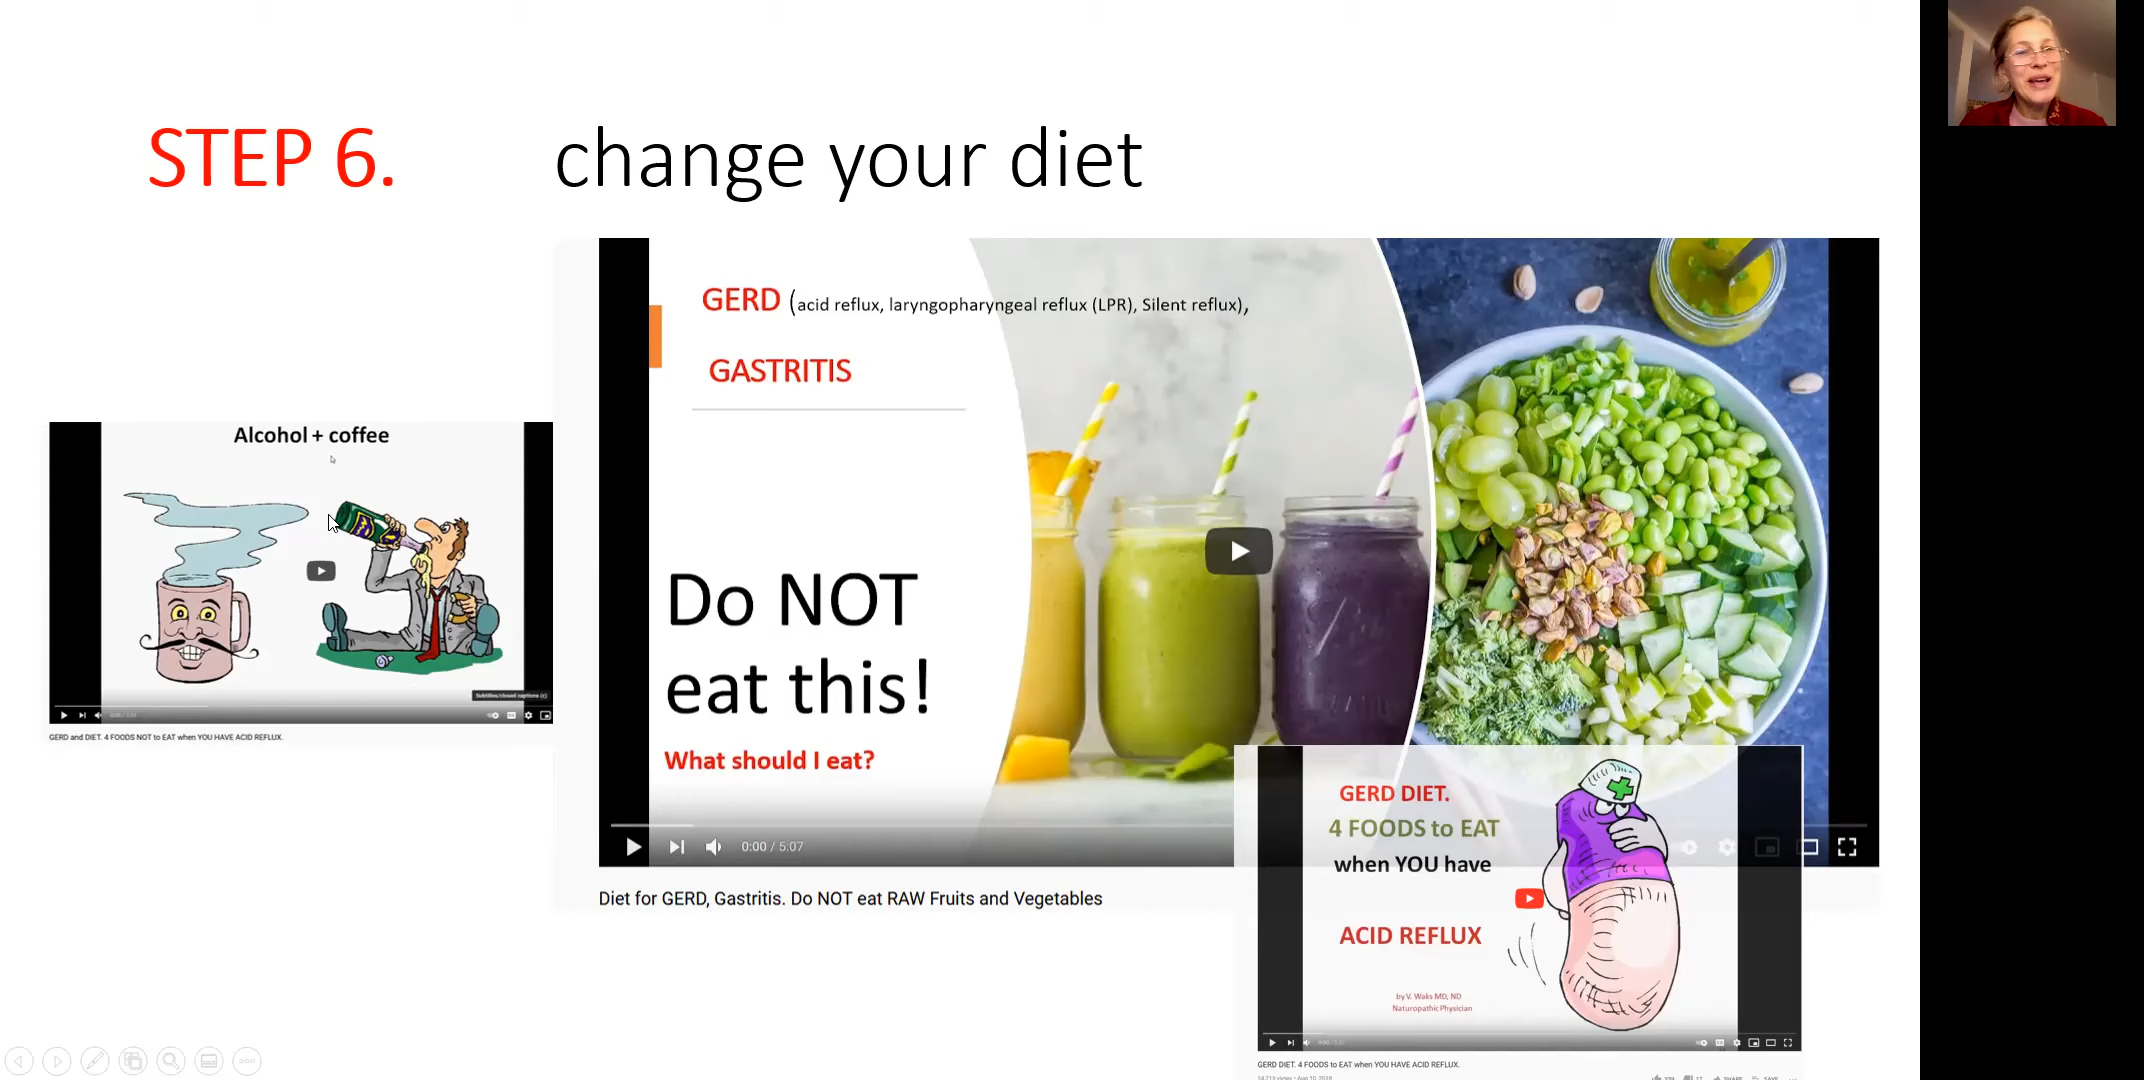 STEP 6. change your diet
Alcohol + coffee
Subtitles/closed captions (c)
GERD and DIET. 4 FOODS NOT to EAT when YOU HAVE ACID REFLUX.
GERD (acid reflux, laryngopharyngeal reflux (LPR), Silent reflux),
GASTRITIS
Do NOT
eat this!
What should I eat?
0:00 / 5:07
Diet for GERD, Gastritis. Do NOT eat RAW Fruits and Vegetables
GERD DIET.
4 FOODS to EAT
when YOU have
ACID REFLUX
by V. Waks MD, ND
Naturopathic Physician
GERD DIET. 4 FOODS to EAT when YOU HAVE ACID REFLUX.